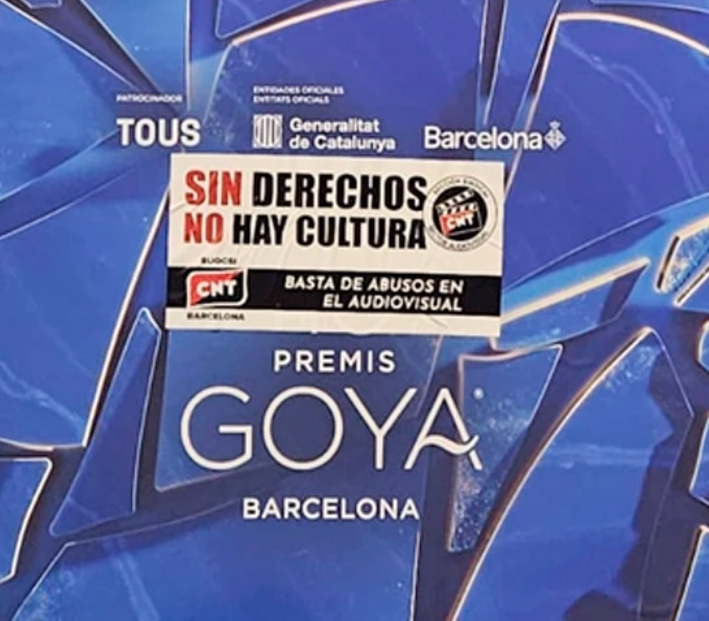 PATROCINADOR
TOUS
ENTIDADES OFICIALES
ENTITATS OFICIALS
Generalitat
de Catalunya
Barcelona
SIN DERECHOS
NO HAY CULTURA
CNT
CNT
BARCELONA
BASTA DE ABUSOS EN
EL AUDIOVISUAL
PREMIS
GOYA
BARCELONA